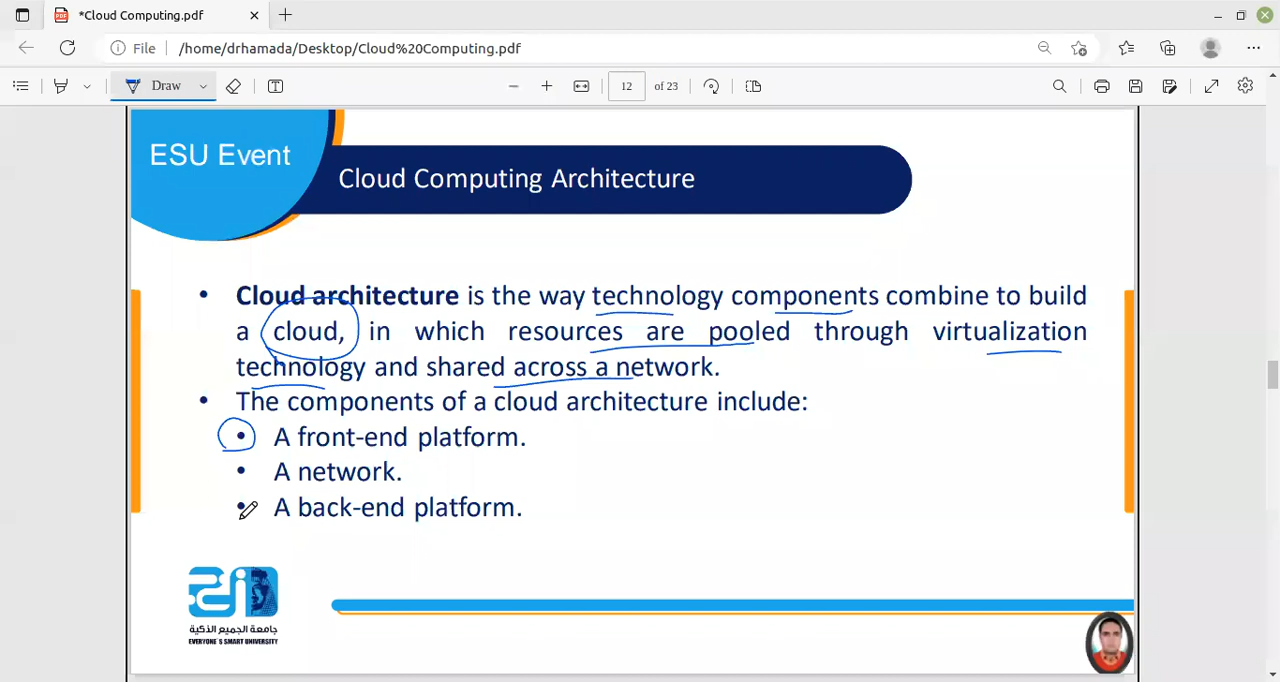 *Cloud Computing.pdf
File
/home/drhamada/Desktop/Cloud%20Computing.pdf
Draw
12
of 23
ESU Event
Cloud Computing Architecture
• Cloud architecture is the way technology components combine to build
a cloud, in which resources are pooled through virtualization
technology and shared across a network.
• The components of a cloud architecture include:
• A front-end platform.
• A network.
• A back-end platform.
جامعة الجميع الذكية
EVERYONE`S SMART UNIVERSITY